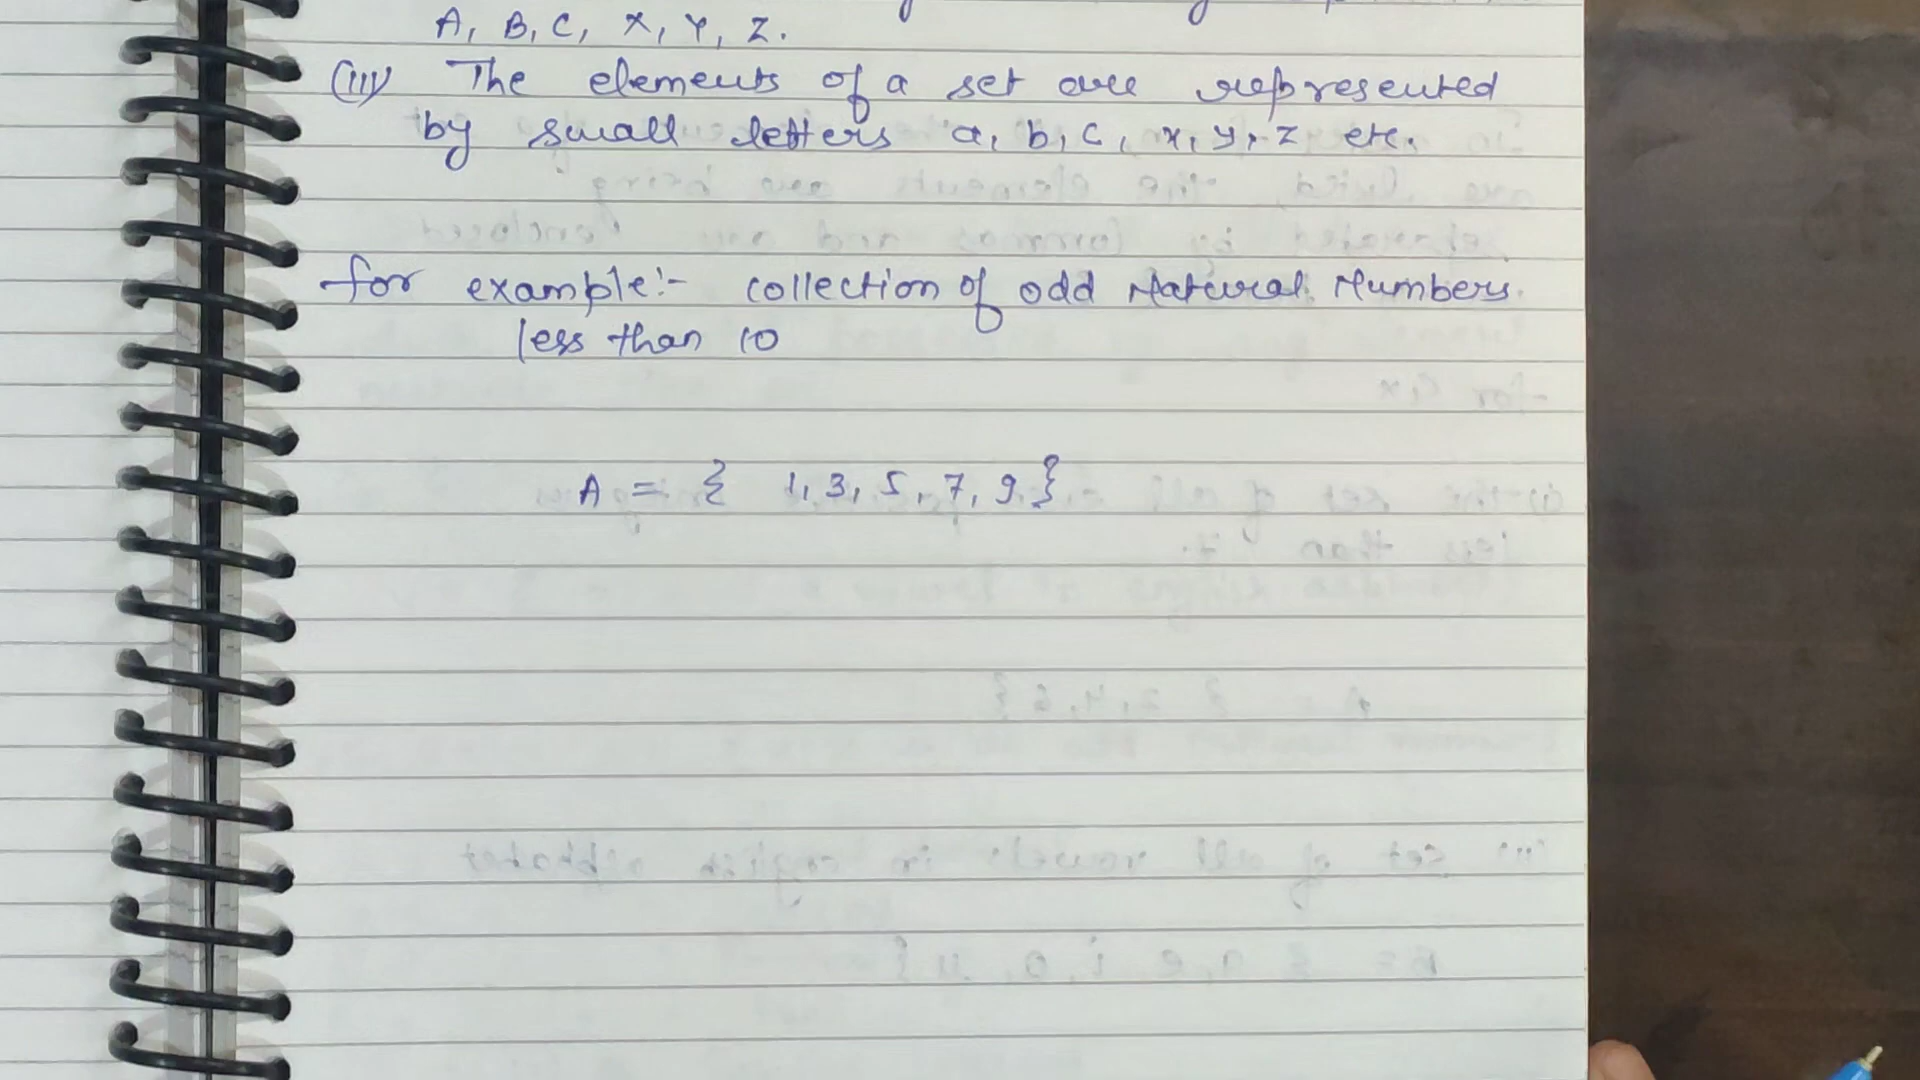 A, B, C, X, Y, Z.
(III) The elements of a set are represented
by small letters a, b, c, x, y, z etc.
for example:- collection of odd Natural Numbers.
less than 10
A = { 1, 3, 5, 7, 9 }